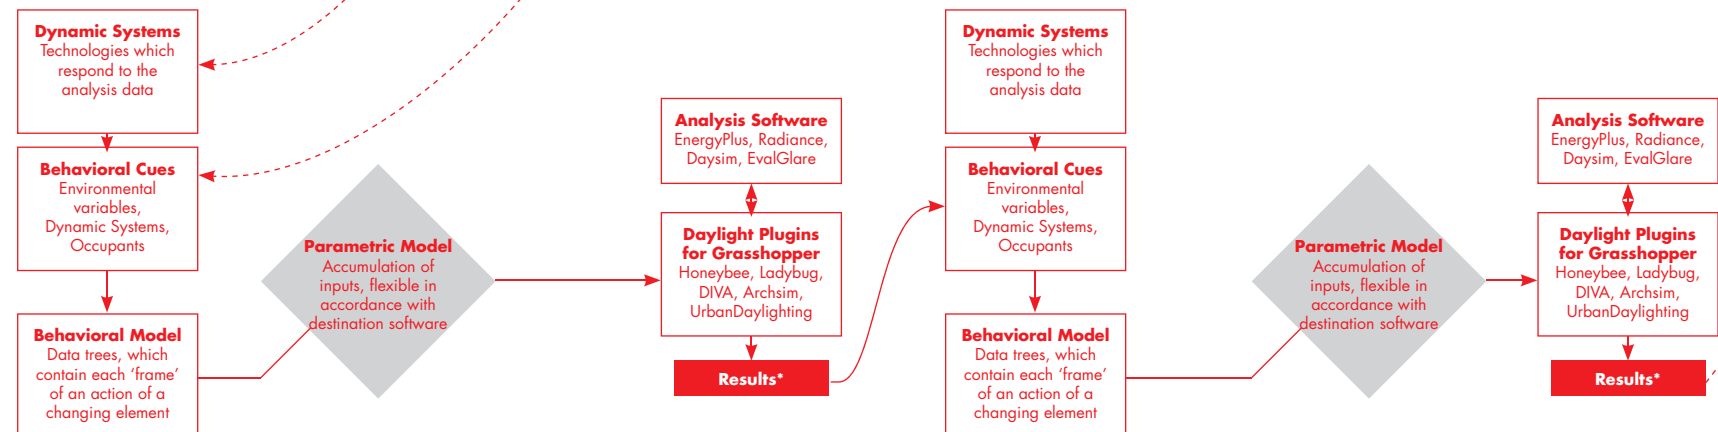 Dynamic Systems
Technologies which
respond to the
analysis data
Behavioral Cues
Environmental
variables,
Dynamic Systems,
Occupants
Behavioral Model
Data trees, which
contain each ‘frame’
of an action of a
changing element
Parametric Model
Accumulation of
inputs, flexible in
accordance with
destination software
Analysis Software
EnergyPlus, Radiance,
Daysim, EvalGlare
Daylight Plugins
for Grasshopper
Honeybee, Ladybug,
DIVA, Archsim,
UrbanDaylighting
Results*
Dynamic Systems
Technologies which
respond to the
analysis data
Behavioral Cues
Environmental
variables,
Dynamic Systems,
Occupants
Behavioral Model
Data trees, which
contain each ‘frame’
of an action of a
changing element
Parametric Model
Accumulation of
inputs, flexible in
accordance with
destination software
Analysis Software
EnergyPlus, Radiance,
Daysim, EvalGlare
Daylight Plugins
for Grasshopper
Honeybee, Ladybug,
DIVA, Archsim,
UrbanDaylighting
Results*